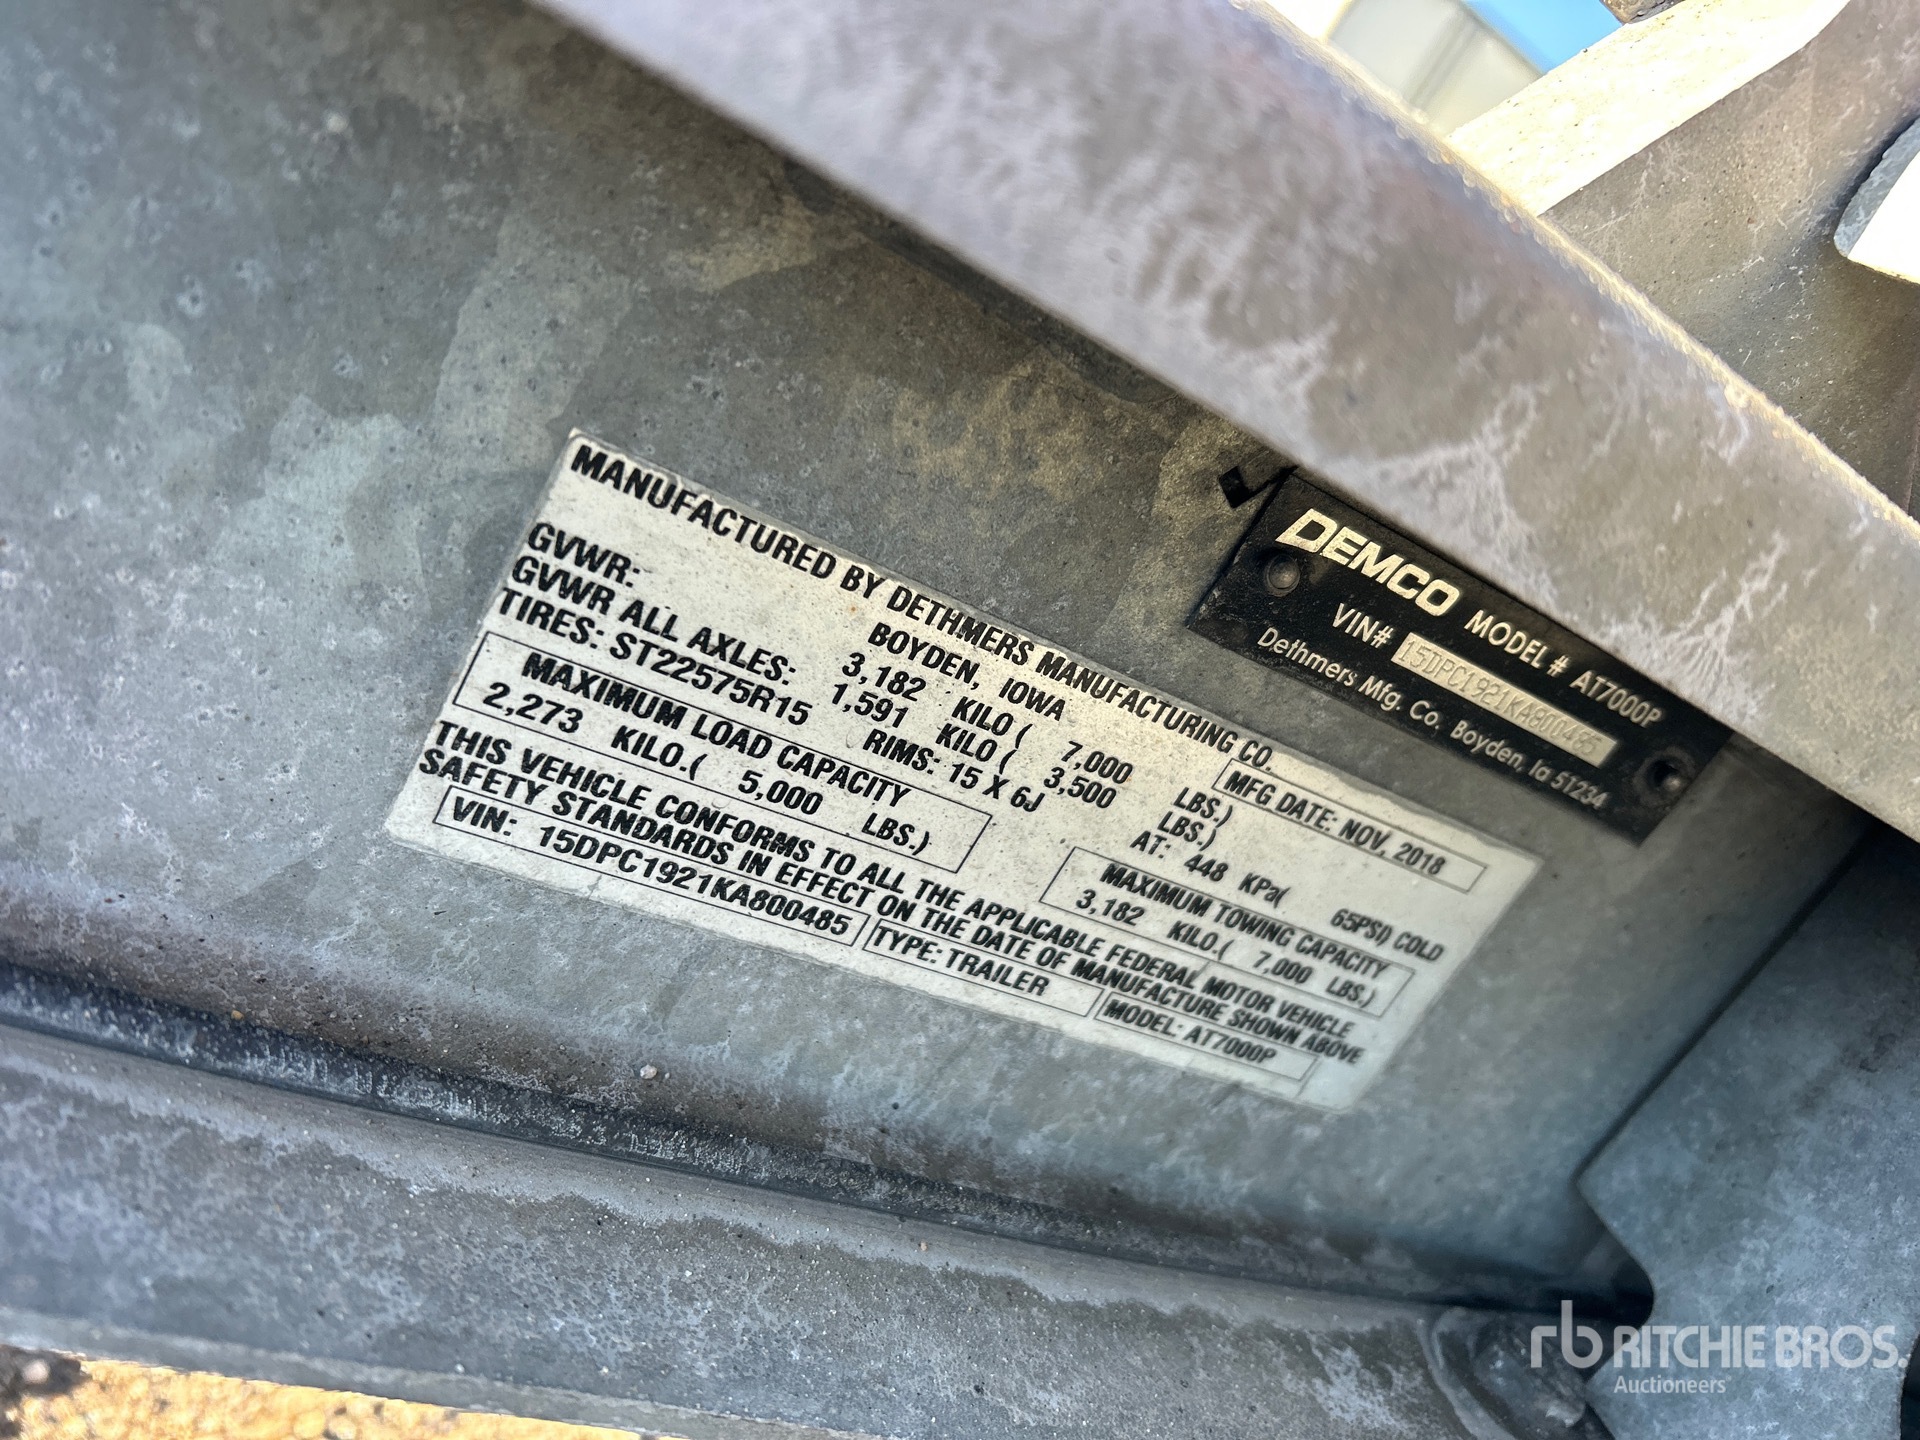 MANUFACTURED BY DETHMERS MANUFACTURING CO.
BOYDEN, IOWA
MFG DATE: NOV, 2018
GVWR: 3,182 KILO ( 7,000 LBS.)
GVWR ALL AXLES: 1,591 KILO ( 3,500 LBS.)
TIRES: ST22575R15 RIMS: 15 X 6J AT: 448 KPa( 65PSI) COLD
MAXIMUM LOAD CAPACITY
2,273 KILO.( 5,000 LBS.)
MAXIMUM TOWING CAPACITY
3,182 KILO.( 7,000 LBS.)
THIS VEHICLE CONFORMS TO ALL THE APPLICABLE FEDERAL MOTOR VEHICLE
SAFETY STANDARDS IN EFFECT ON THE DATE OF MANUFACTURE SHOWN ABOVE
VIN: 15DPC1921KA800485 TYPE: TRAILER MODEL: AT7000P
DEMCO MODEL # AT7000P
VIN# 15DPC1921KA800485
Dethmers Mfg. Co. Boyden, Ia 51234
rb RITCHIE BROS.
Auctioneers